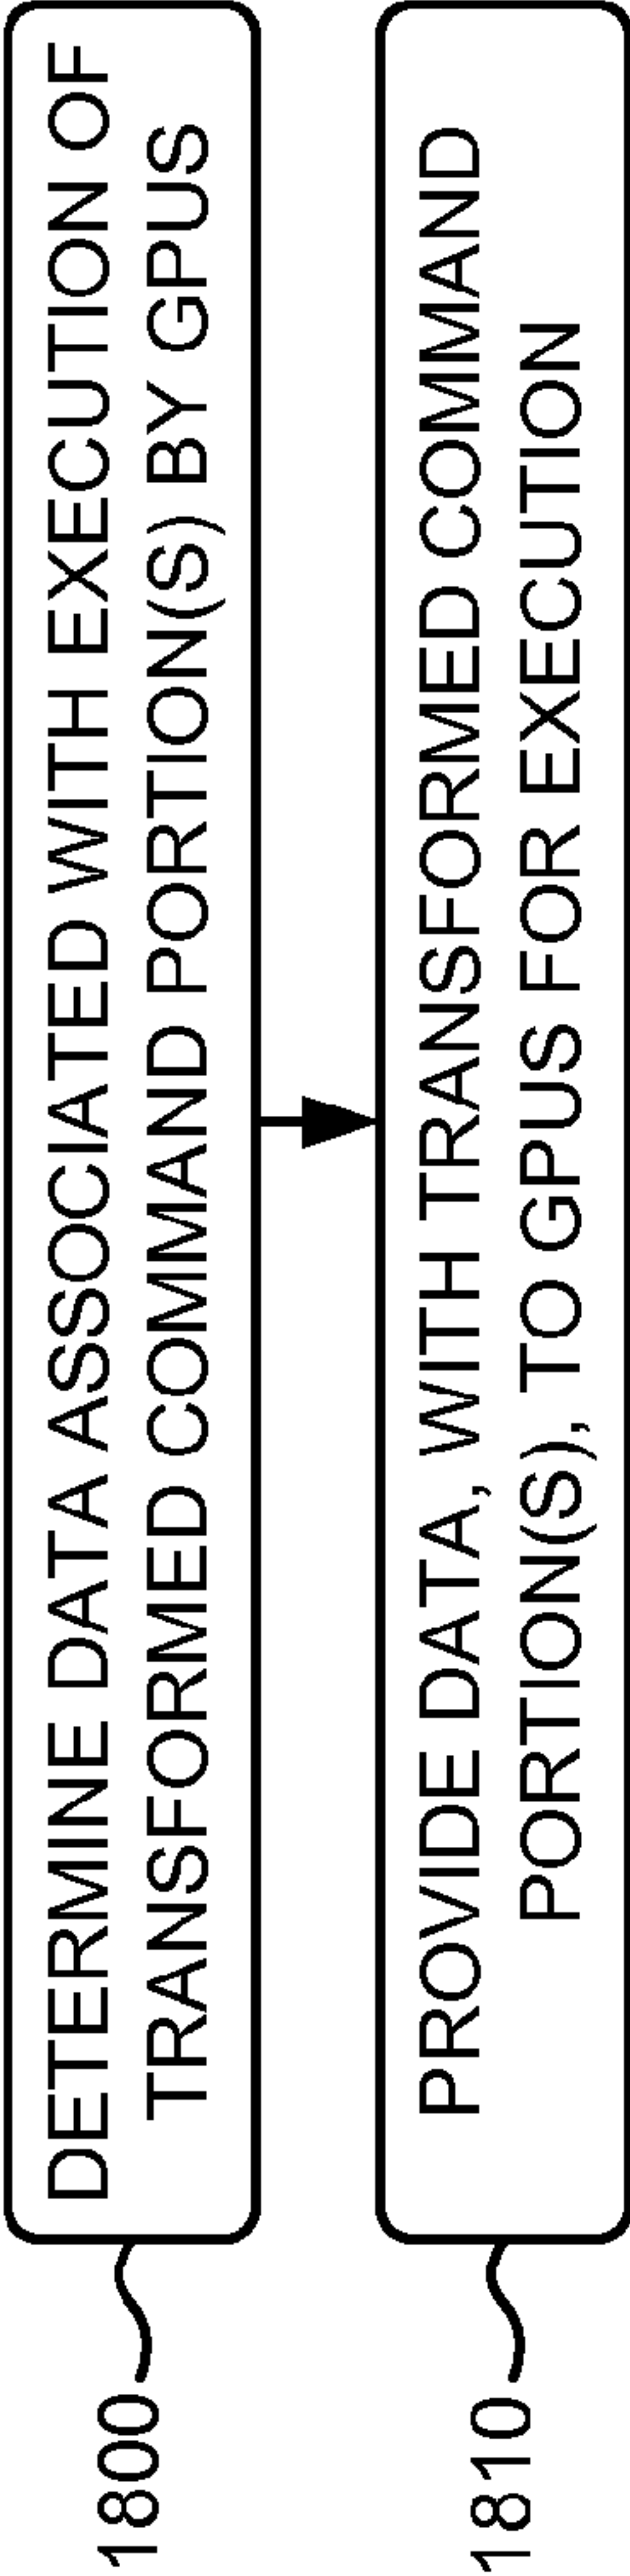 1800
DETERMINE DATA ASSOCIATED WITH EXECUTION OF
TRANSFORMED COMMAND PORTION(S) BY GPUS
1810
PROVIDE DATA, WITH TRANSFORMED COMMAND
PORTION(S), TO GPUS FOR EXECUTION